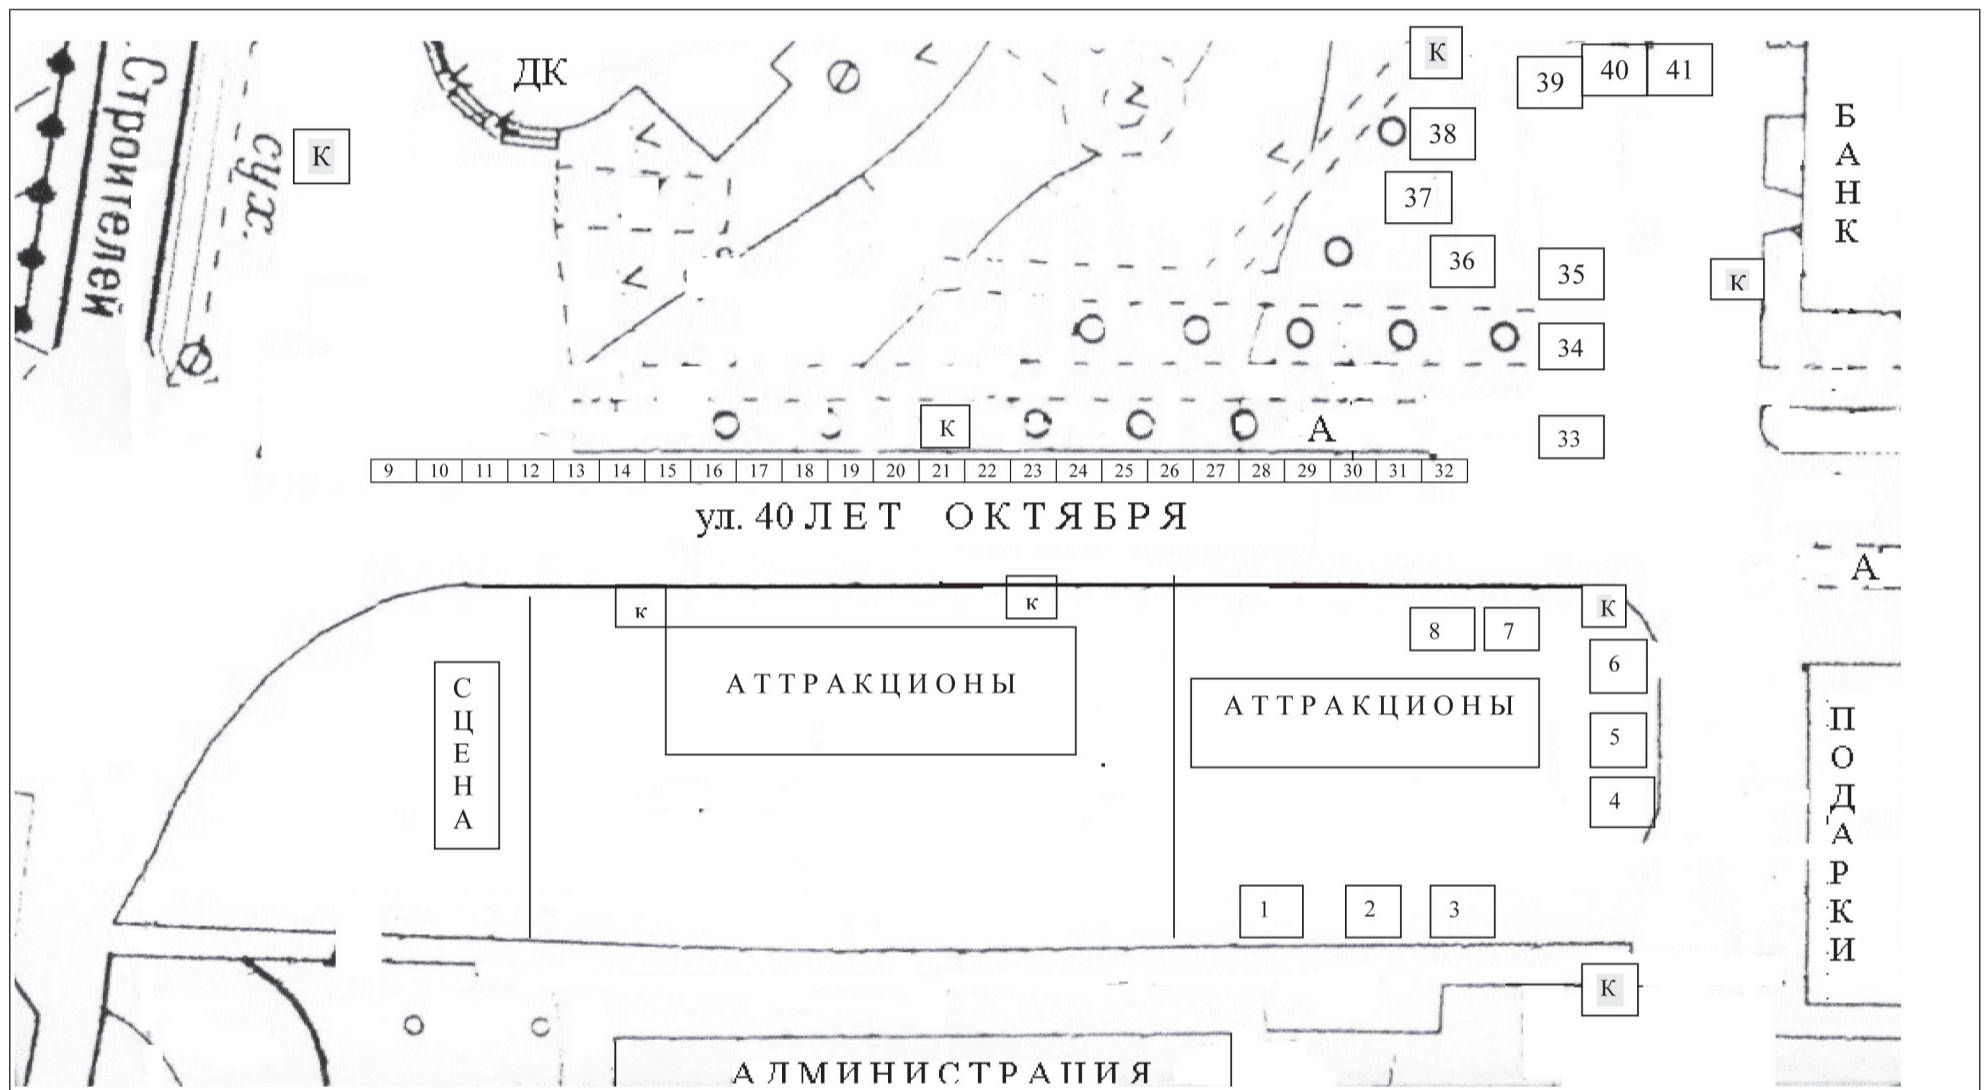 К
39 40 41
ДК
Строителей
сух.
К
38
БАНК
37
36
35
К
34
К
А
33
9 10 11 12 13 14 15 16 17 18 19 20 21 22 23 24 25 26 27 28 29 30 31 32
ул. 40 ЛЕТ ОКТЯБРЯ
А
к
к
К
8 7
6
СЦЕНА
АТТРАКЦИОНЫ
АТТРАКЦИОНЫ
5
ПОДАРКИ
4
1 2 3
К
АДМИНИСТРАЦИЯ